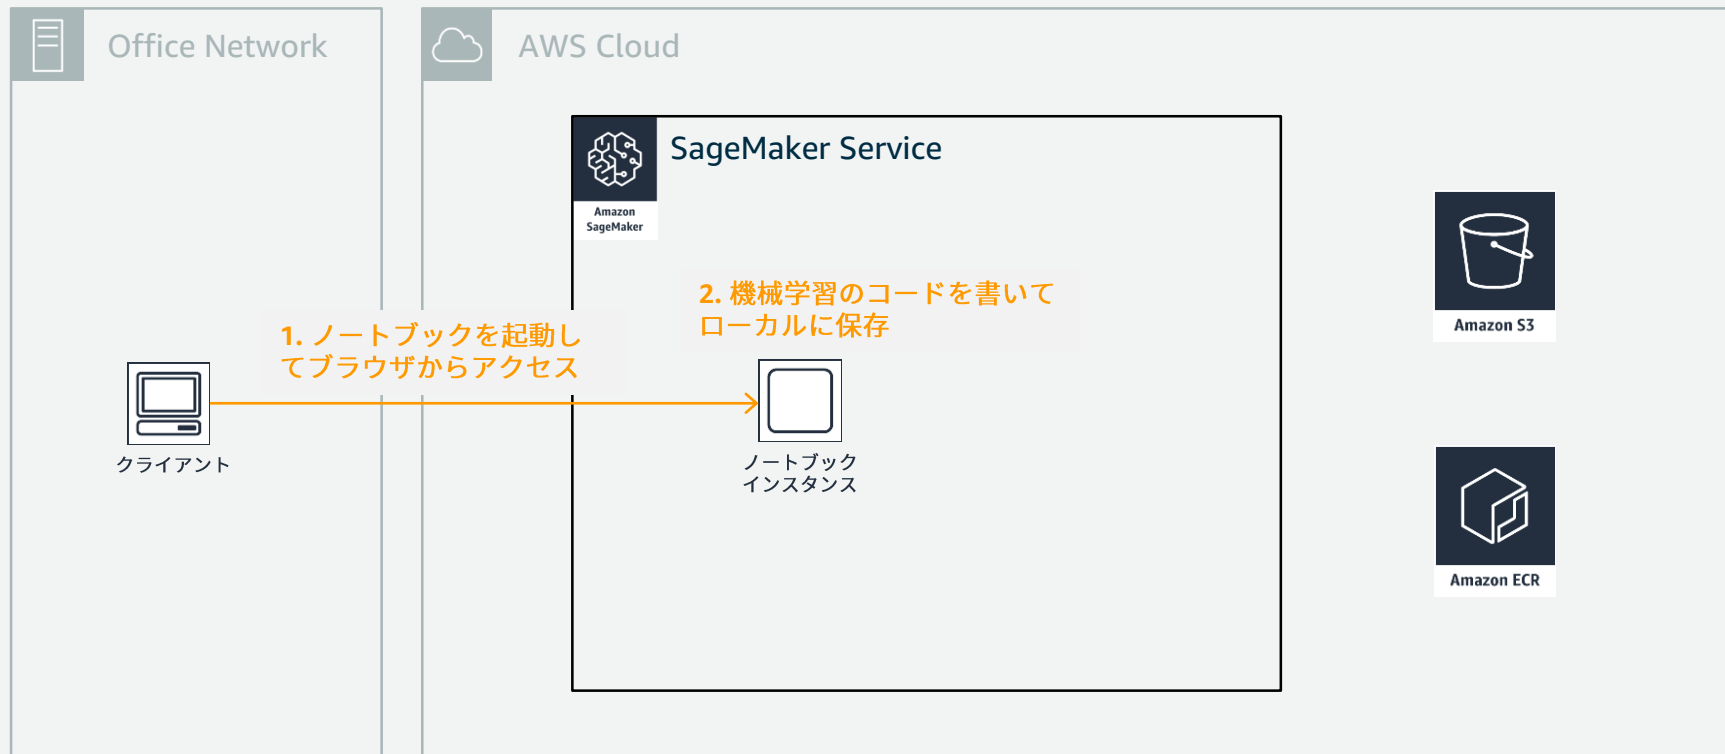 Office Network
AWS Cloud
SageMaker Service
Amazon
SageMaker
2. 機械学習のコードを書いて
ローカルに保存
1. ノートブックを起動し
てブラウザからアクセス
クライアント
ノートブック
インスタンス
Amazon S3
Amazon ECR